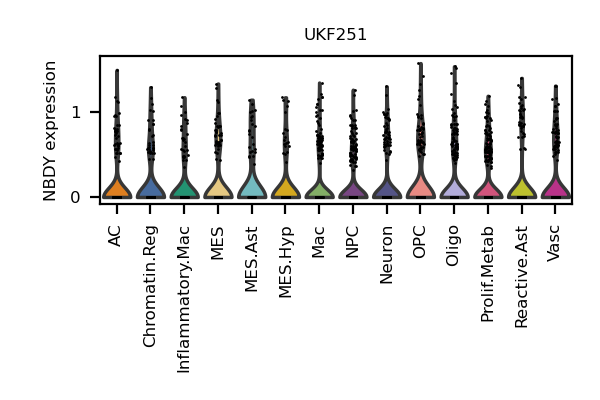 UKF251
NBDY expression
1
0
AC
Chromatin.Reg
Inflammatory.Mac
MES
MES.Ast
MES.Hyp
Mac
NPC
Neuron
OPC
Oligo
Prolif.Metab
Reactive.Ast
Vasc